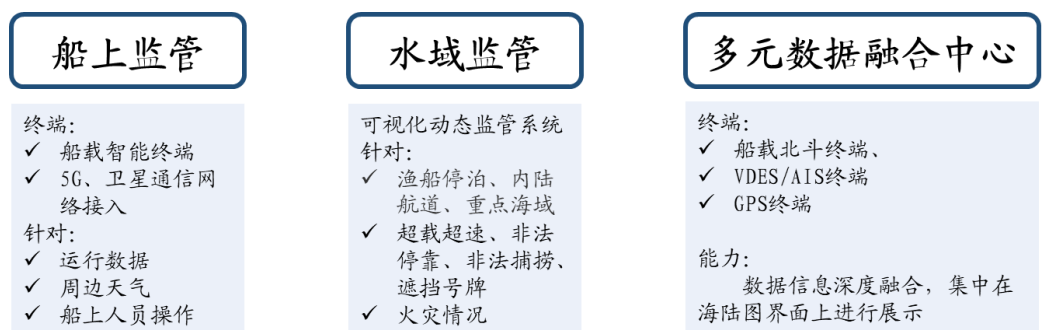 船上监管
终端:
✓ 船载智能终端
✓ 5G、卫星通信网
络接入
针对:
✓ 运行数据
✓ 周边天气
✓ 船上人员操作
水域监管
可视化动态监管系统
针对:
✓ 渔船停泊、内陆
航道、重点海域
✓ 超载超速、非法
停靠、非法捕捞、
遮挡号牌
✓ 火灾情况
多元数据融合中心
终端:
✓ 船载北斗终端、
✓ VDES/AIS终端
✓ GPS终端
能力:
数据信息深度融合，集中在
海陆图界面上进行展示